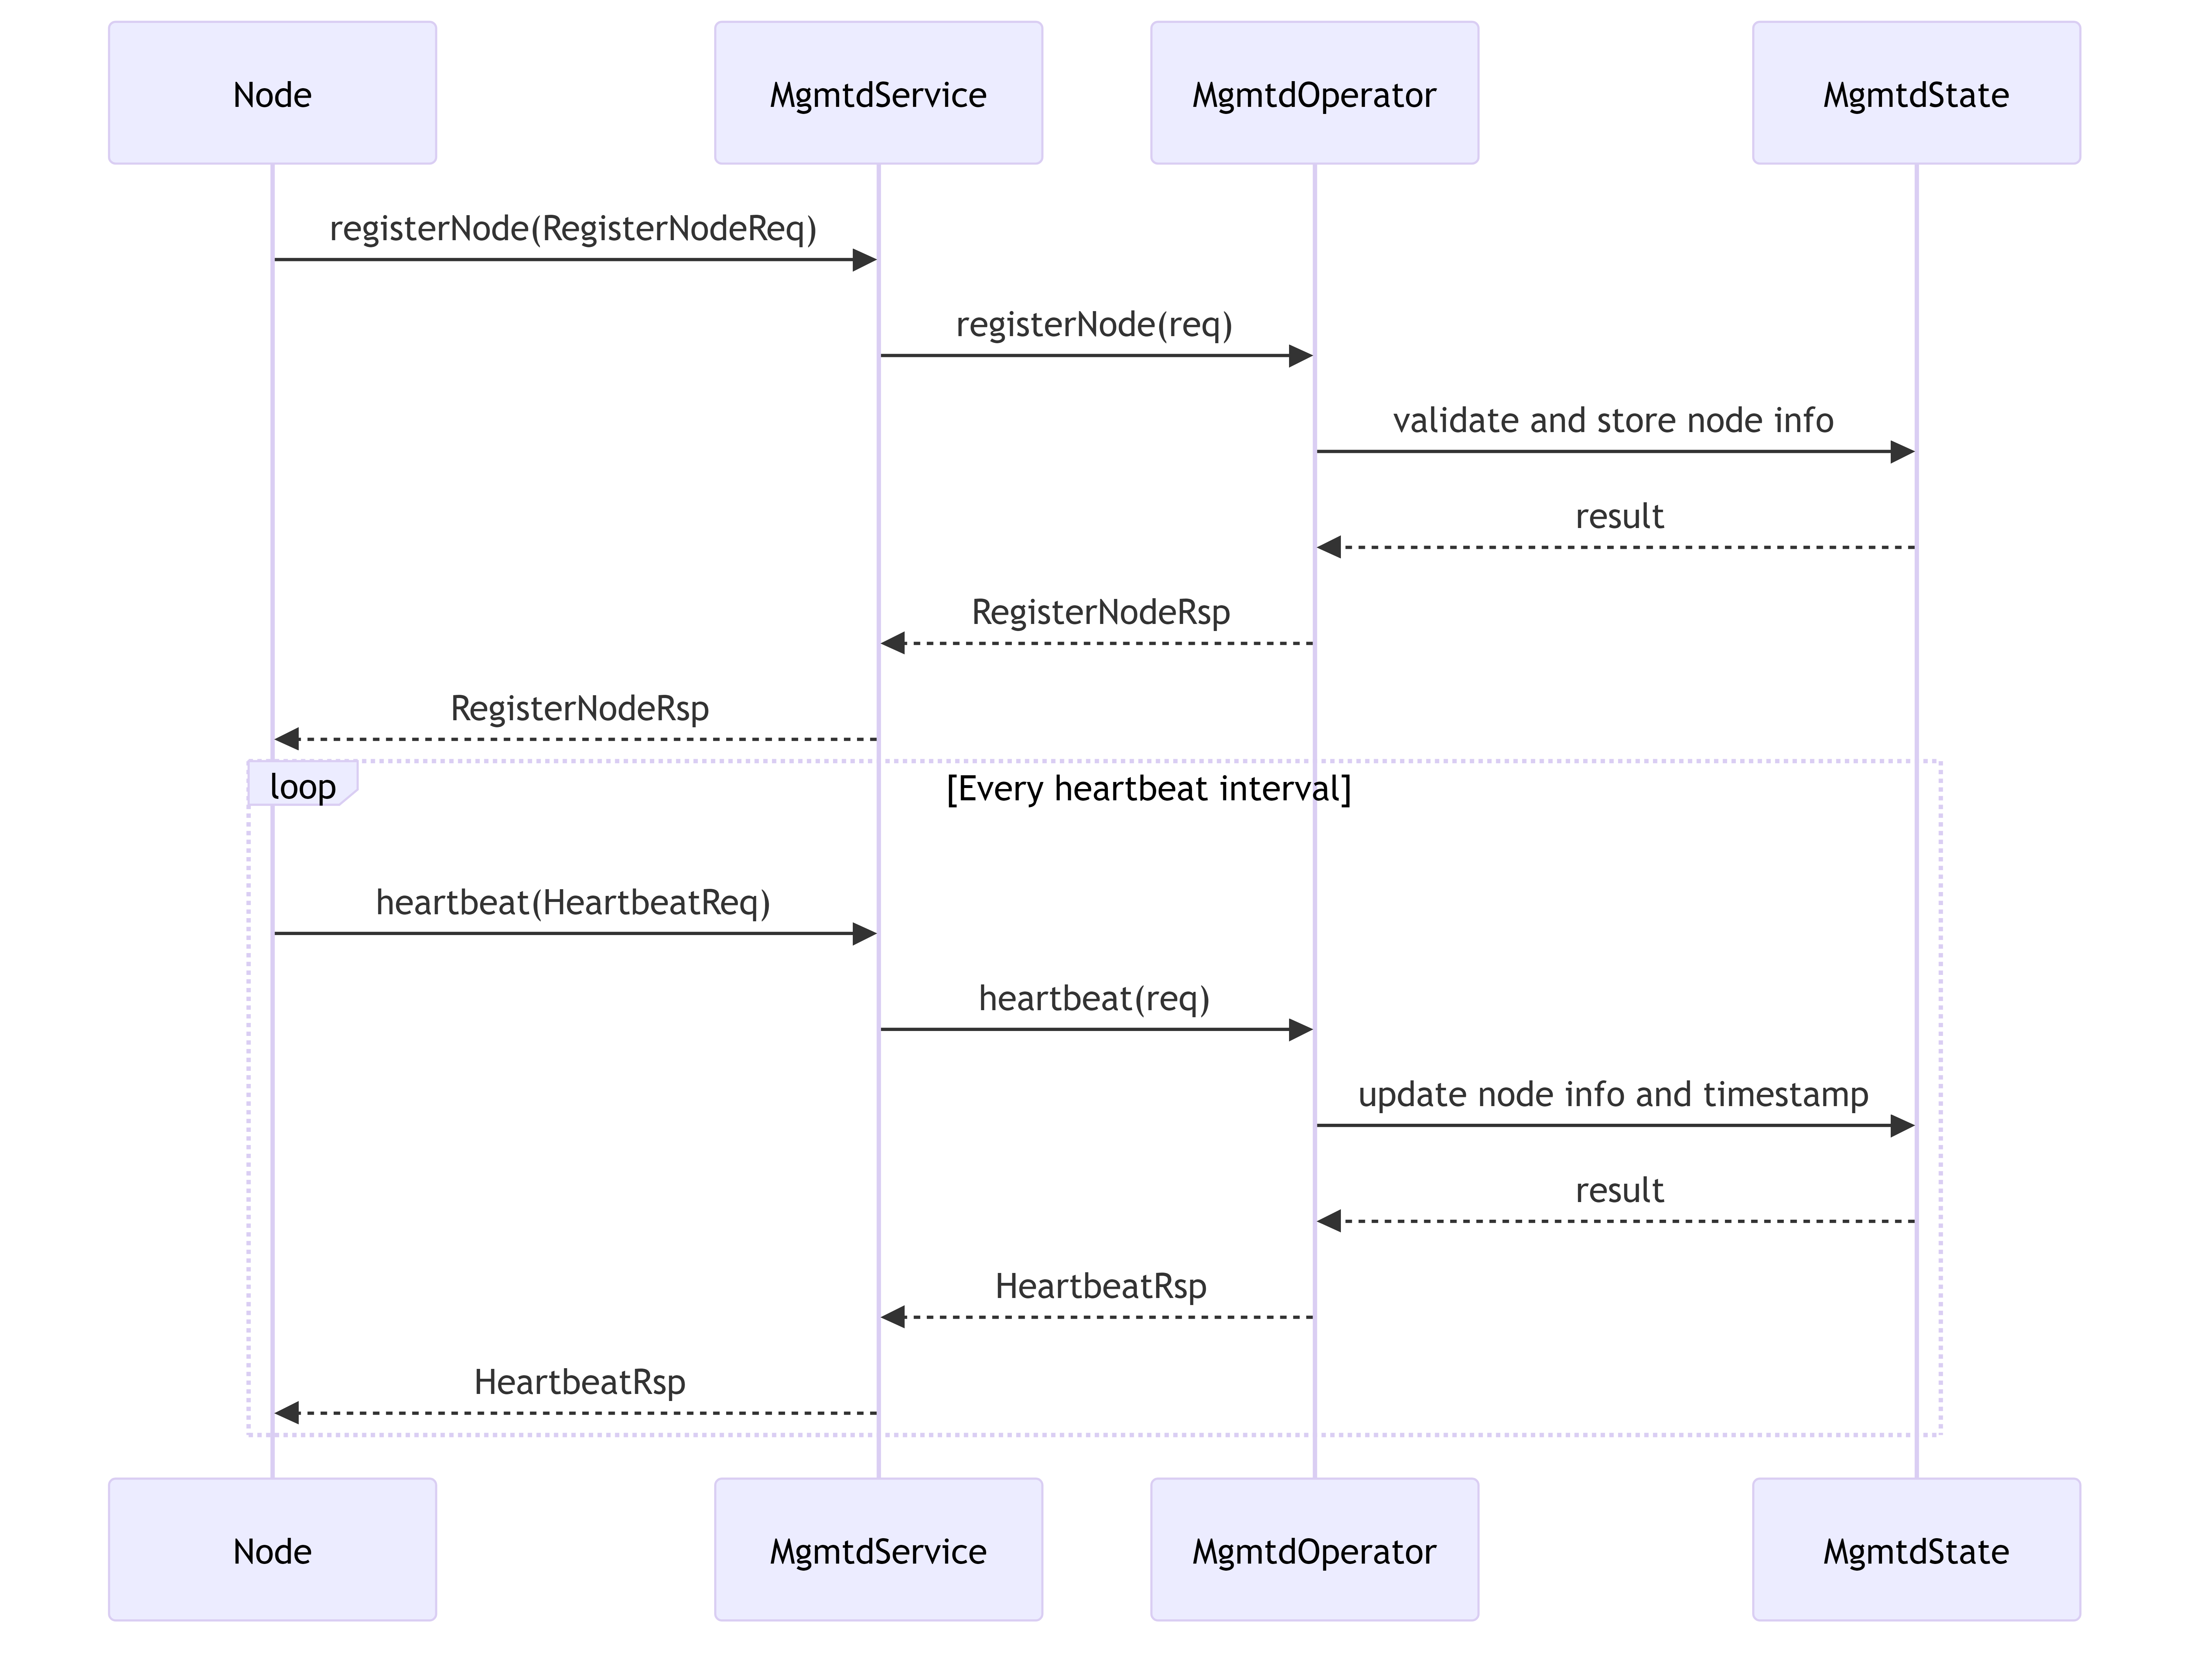 Node
MgmtdService
MgmtdOperator
MgmtdState
registerNode(RegisterNodeReq)
registerNode(req)
validate and store node info
result
RegisterNodeRsp
RegisterNodeRsp
loop
[Every heartbeat interval]
heartbeat(HeartbeatReq)
heartbeat(req)
update node info and timestamp
result
HeartbeatRsp
HeartbeatRsp
Node
MgmtdService
MgmtdOperator
MgmtdState